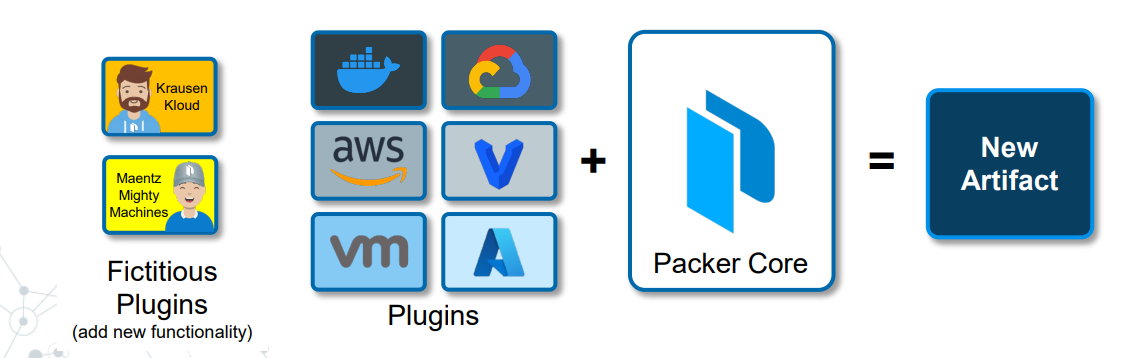 Krausen
Kloud
Maentz
Mighty
Machines
Fictitious
Plugins
(add new functionality)
aws
vm
Plugins
+
Packer Core
=
New
Artifact